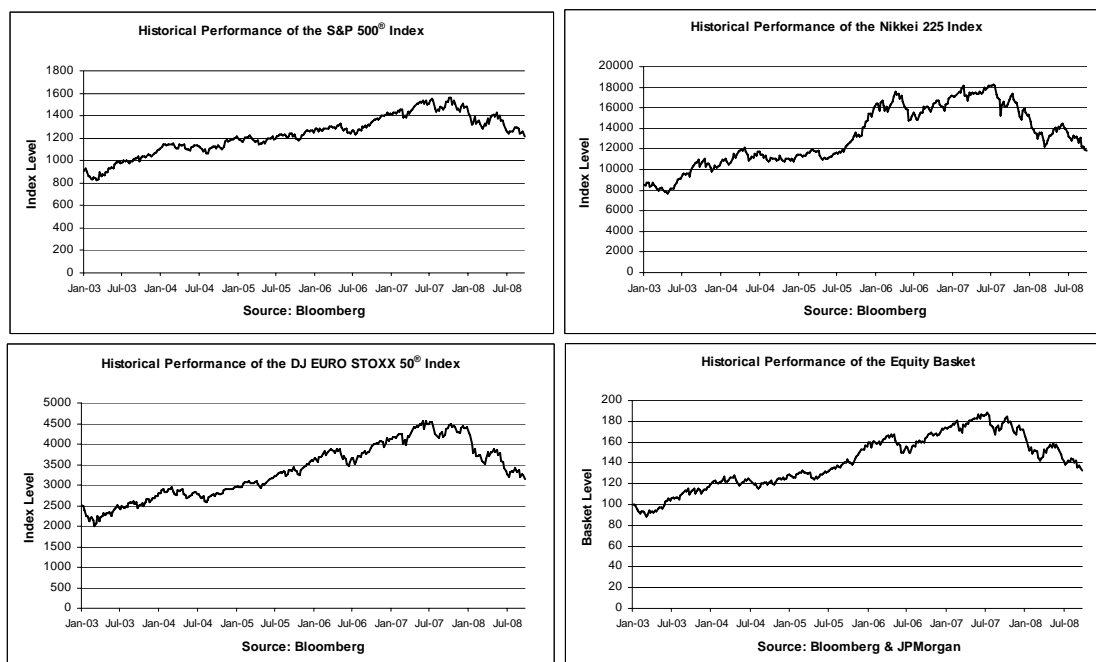 Historical Performance of the S&P 500® Index
1800
1600
1400
1200
1000
800
600
400
200
0
Index Level
Jan-03 Jul-03 Jan-04 Jul-04 Jan-05 Jul-05 Jan-06 Jul-06 Jan-07 Jul-07 Jan-08 Jul-08
Source: Bloomberg
Historical Performance of the Nikkei 225 Index
20000
18000
16000
14000
12000
10000
8000
6000
4000
2000
0
Index Level
Jan-03 Jul-03 Jan-04 Jul-04 Jan-05 Jul-05 Jan-06 Jul-06 Jan-07 Jul-07 Jan-08 Jul-08
Source: Bloomberg
Historical Performance of the DJ EURO STOXX 50® Index
5000
4500
4000
3500
3000
2500
2000
1500
1000
500
0
Index Level
Jan-03 Jul-03 Jan-04 Jul-04 Jan-05 Jul-05 Jan-06 Jul-06 Jan-07 Jul-07 Jan-08 Jul-08
Source: Bloomberg
Historical Performance of the Equity Basket
200
180
160
140
120
100
80
60
40
20
0
Basket Level
Jan-03 Jul-03 Jan-04 Jul-04 Jan-05 Jul-05 Jan-06 Jul-06 Jan-07 Jul-07 Jan-08 Jul-08
Source: Bloomberg & JPMorgan